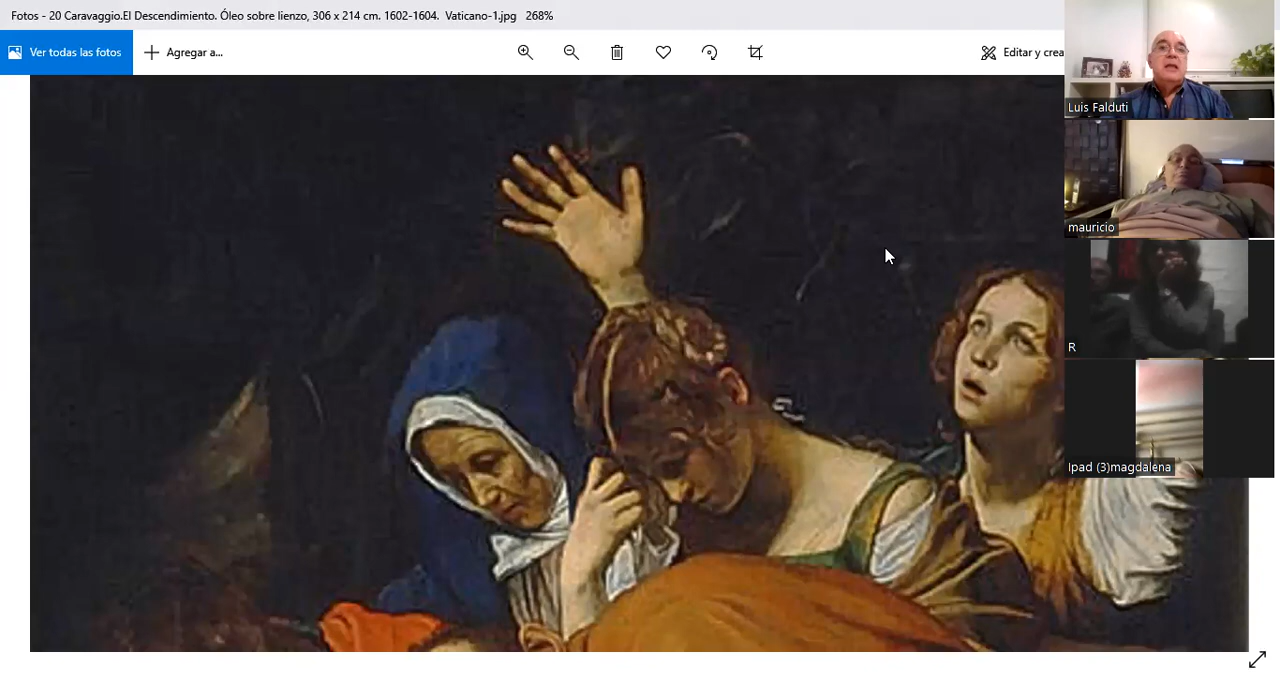 Fotos - 20 Caravaggio.El Descendimiento. Óleo sobre lienzo, 306 x 214 cm. 1602-1604.  Vaticano-1.jpg   268%
Ver todas las fotos
Agregar a...
Editar y crea
Luis Falduti
mauricio
R
Ipad (3)magdalena